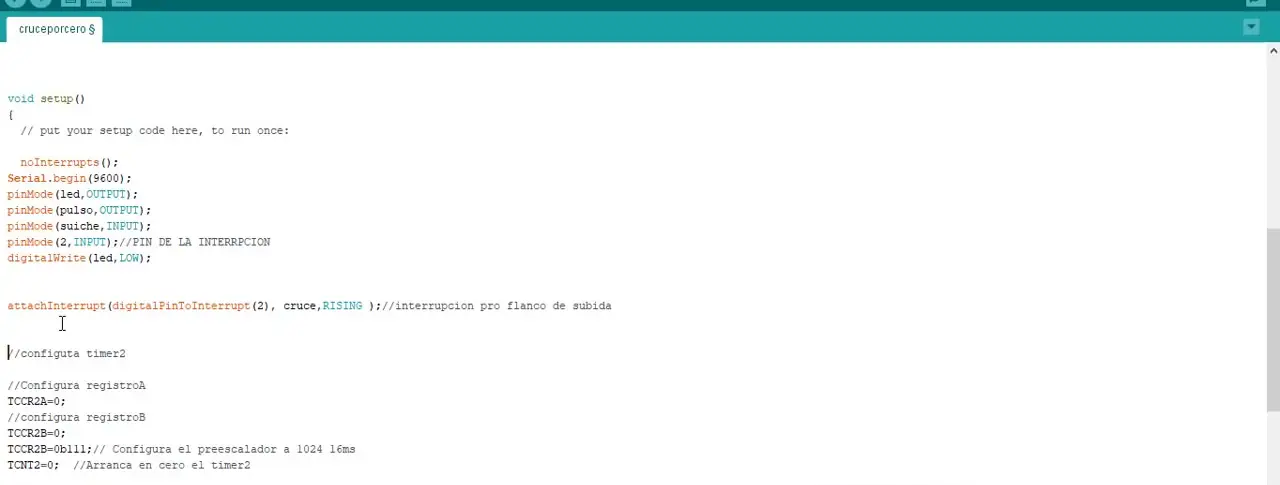 cruceporcero §
void setup()
{
// put your setup code here, to run once:
noInterrupts();
Serial.begin(9600);
pinMode(led,OUTPUT);
pinMode(pulso,OUTPUT);
pinMode(suiche,INPUT);
pinMode(2,INPUT);//PIN DE LA INTERRPCION
digitalWrite(led,LOW);
attachInterrupt(digitalPinToInterrupt(2), cruce,RISING );//interrupcion pro flanco de subida
//configuta timer2
//Configura registroA
TCCR2A=0;
//configura registroB
TCCR2B=0;
TCCR2B=0b111;// Configura el preescalador a 1024 16ms
TCNT2=0;  //Arranca en cero el timer2